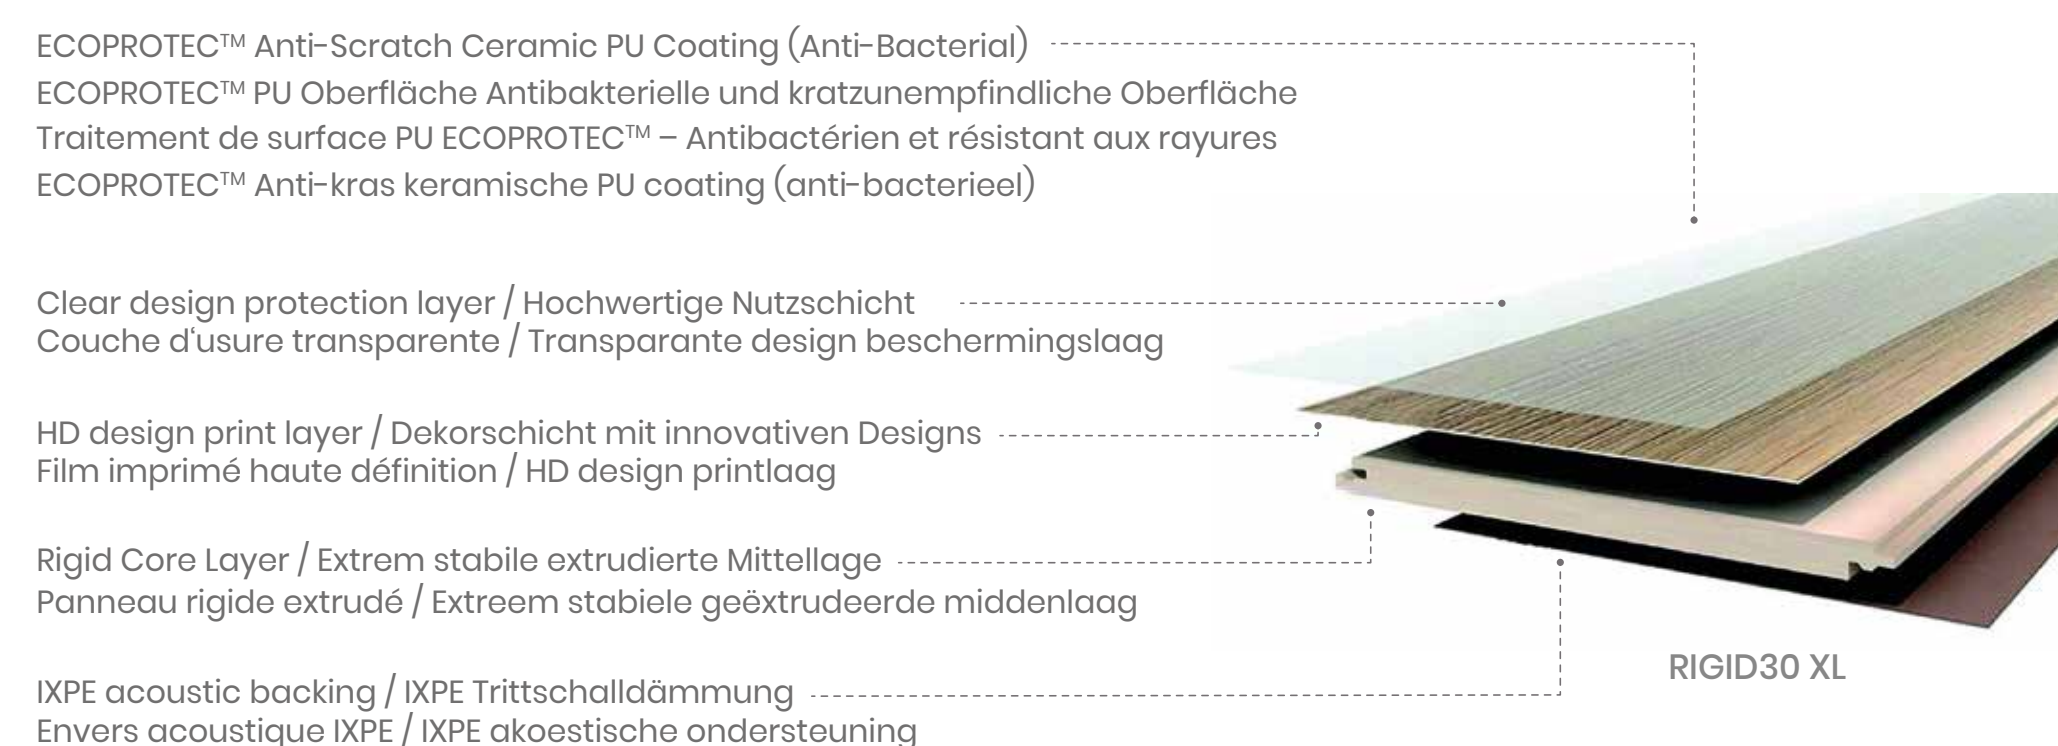 ECOPROTEC™ Anti-Scratch Ceramic PU Coating (Anti-Bacterial)
ECOPROTEC™ PU Oberfläche Antibakterielle und kratzunempfindliche Oberfläche
Traitement de surface PU ECOPROTEC™ – Antibactérien et résistant aux rayures
ECOPROTEC™ Anti-kras keramische PU coating (anti-bacterieel)
Clear design protection layer / Hochwertige Nutzschicht
Couche d‘usure transparente / Transparante design beschermingslaag
HD design print layer / Dekorschicht mit innovativen Designs
Film imprimé haute définition / HD design printlaag
Rigid Core Layer / Extrem stabile extrudierte Mittellage
Panneau rigide extrudé / Extreem stabiele geëxtrudeerde middenlaag
RIGID30 XL
IXPE acoustic backing / IXPE Trittschalldämmung
Envers acoustique IXPE / IXPE akoestische ondersteuning